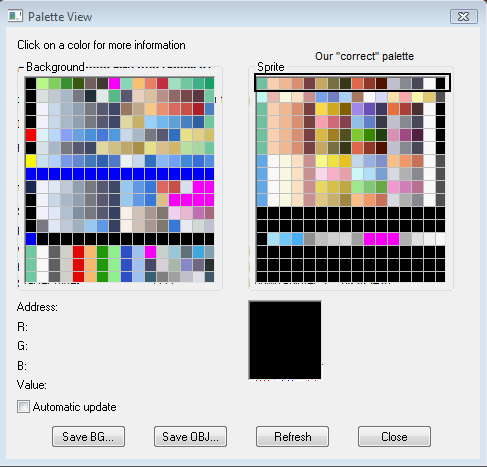 Palette View
Click on a color for more information
Our "correct" palette
Background
Sprite
Address:
R:
G:
B:
Value:
Automatic update
Save BG...
Save OBJ...
Refresh
Close